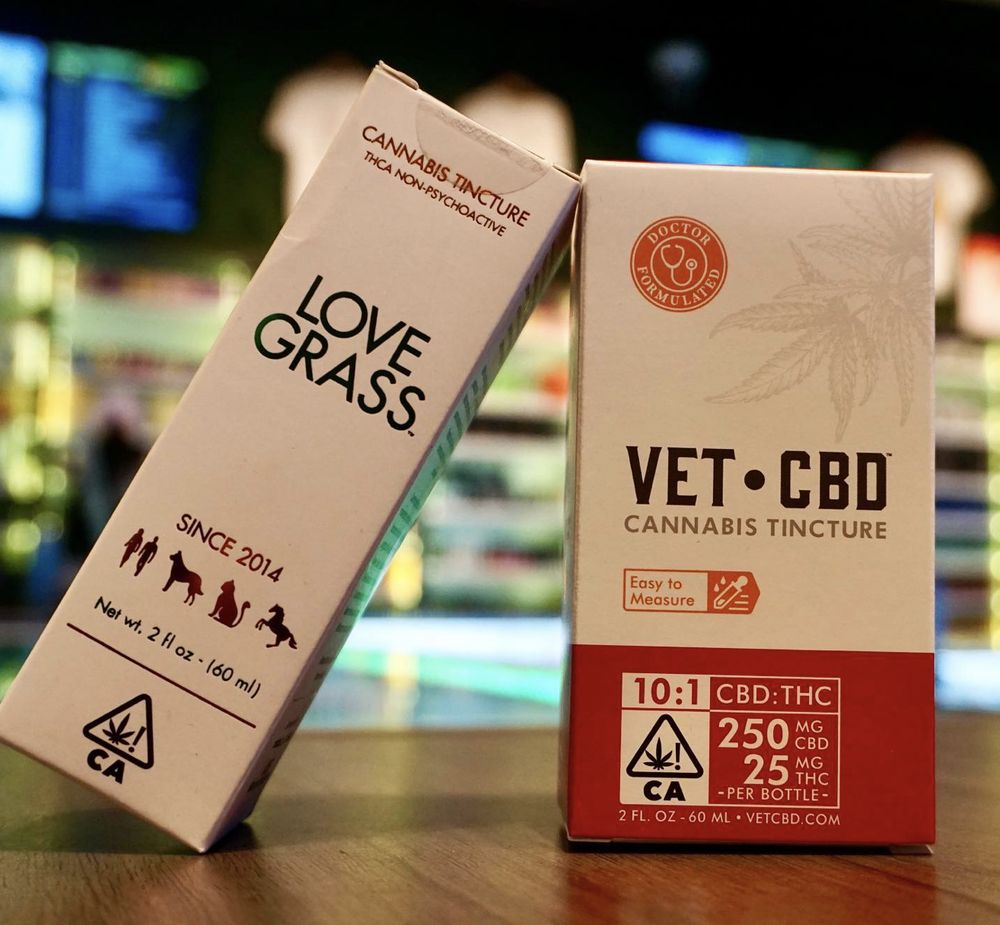 CANNABIS TINCTURE
THCA NON-PSYCHOACTIVE
LOVE
GRASS™
SINCE 2014
Net wt. 2 fl oz - (60 ml)
CA
DOCTOR
FORMULATED
VET • CBD™
CANNABIS TINCTURE
Easy to
Measure
10:1 CBD:THC
250 MG CBD
25 MG THC
-PER BOTTLE-
CA
2 FL. OZ - 60 ML • VETCBD.COM